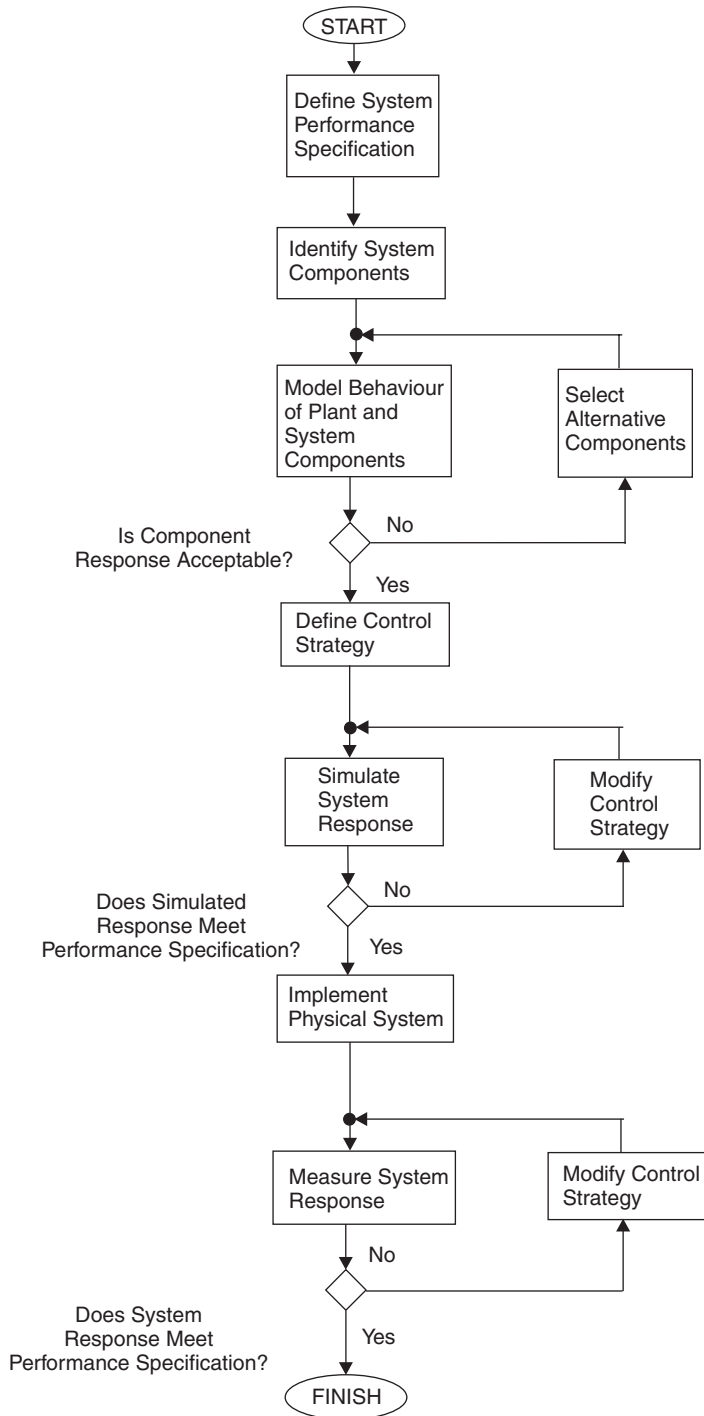 START
Define System
Performance
Specification
Identify System
Components
Model Behaviour
of Plant and
System
Components
Select
Alternative
Components
Is Component
Response Acceptable?
No
Yes
Define Control
Strategy
Simulate
System
Response
Modify
Control
Strategy
Does Simulated
Response Meet
Performance Specification?
No
Yes
Implement
Physical System
Measure System
Response
Modify Control
Strategy
No
Does System
Response Meet
Performance Specification?
Yes
FINISH